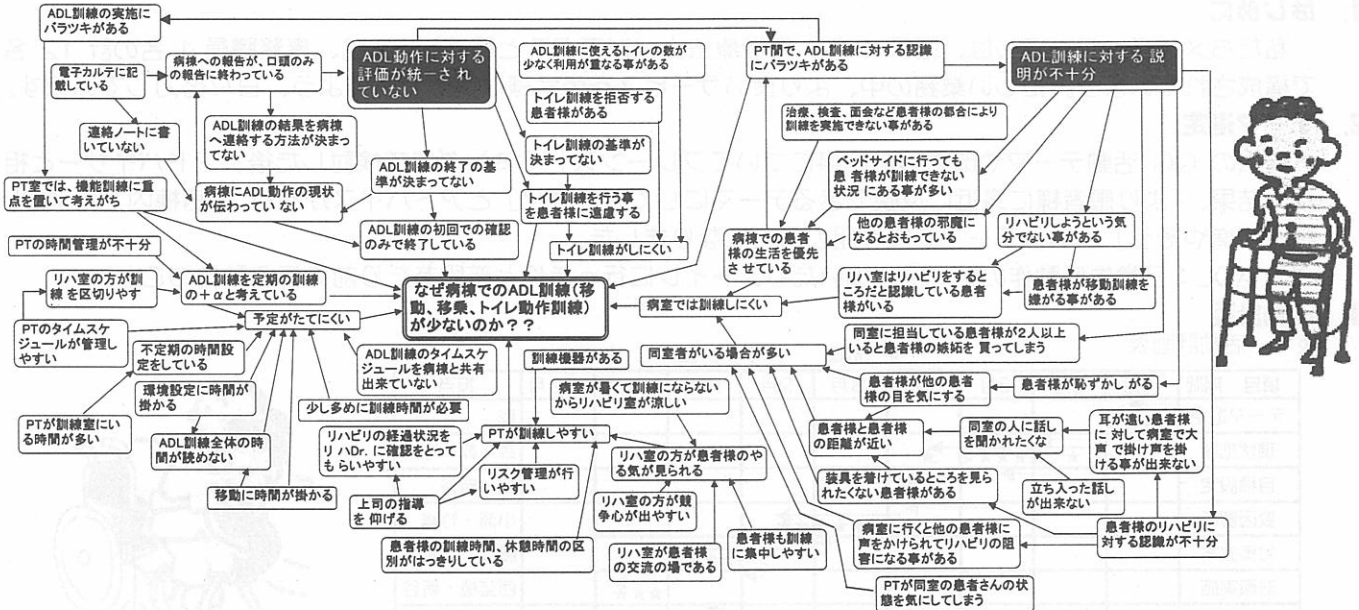 ADL訓練の実施に
バラツキがある
電子カルテに記
載している
病棟への報告が、口頭のみ
の報告に終わっている
ADL動作に対する
評価が統一され
ていない
ADL訓練に使えるトイレの数が
少なく利用が重なる事がある
PT間で、ADL訓練に対する認識
にバラツキがある
ADL訓練に対する 説
明が不十分
トイレ訓練を拒否する
患者様がある
治療、検査、面会など患者様の都合により
訓練を実施できない事がある
連絡ノートに書
いていない
ADL訓練の結果を病棟
へ連絡する方法が決まっ
てない
ADL訓練の終了の基
準が決まってない
トイレ訓練の基準が
決まってない
ベッドサイドに行っても
患 者様が訓練できない
状況 にある事が多い
PT室では、機能訓練に重
点を置いて考えがち
病棟にADL動作の現状
が伝わってい ない
トイレ訓練を行う事
を患者様に遠慮する
ADL訓練の初回での確認
のみで終了している
他の患者様の邪魔に
なるとおもっている
リハビリしようという気
分でない事がある
PTの時間管理が不十分
トイレ訓練がしにくい
病棟での患者
様の生活を優先
さ せている
リハ室の方が訓
練 を区切りやす
ADL訓練を定期の訓練
の+αと考えている
なぜ病棟でのADL訓練(移
動、移乗、トイレ動作訓練)
が少ないのか??
病室では訓練しにくい
リハ室はリハビリをすると
ころだと認識している患者
様がいる
患者様が移動訓練を
嫌がる事がある
予定がたてにくい
PTのタイムスケ
ジュールが管理し
やすい
不定期の時間設
定をしている
ADL訓練のタイムスケ
ジュールを病棟と共有
出来ていない
訓練機器がある
同室者がいる場合が多い
同室に担当している患者様が2人以上
いると患者様の嫉妬を 買ってしまう
環境設定に時間が
掛かる
病室が暑くて訓練にならない
からリハビリ室が涼しい
患者様が他の患者
様の目を気にする
患者様が恥ずかし がる
少し多めに訓練時間が必要
PTが訓練室にい
る時間が多い
ADL訓練全体の時
間が読めない
リハビリの経過状況を
リ ハDr. に確認をとって
も らいやすい
PTが訓練しやすい
患者様と患者様
の距離が近い
同室の人に話し
を聞かれたくな
耳が遠い患者様
に 対して病室で大
声 で掛け声を掛
ける事が出来ない
リハ室の方が患者様のや
る気が見られる
リスク管理が行
いやすい
装具を着けているところを見ら
れたくない患者様がある
移動に時間が掛かる
上司の指導
を 仰げる
リハ室の方が競
争心が出やすい
立ち入った話し
が出来ない
患者様の訓練時間、休憩時間の区
別がはっきりしている
リハ室が患者様
の交流の場である
患者様も訓練
に集中しやすい
病室に行くと他の患者様に
声をかけられてリハビリの阻
害になる事がある
患者様のリハビリに
対する認識が不十分
PTが同室の患者さんの状
態を気にしてしまう